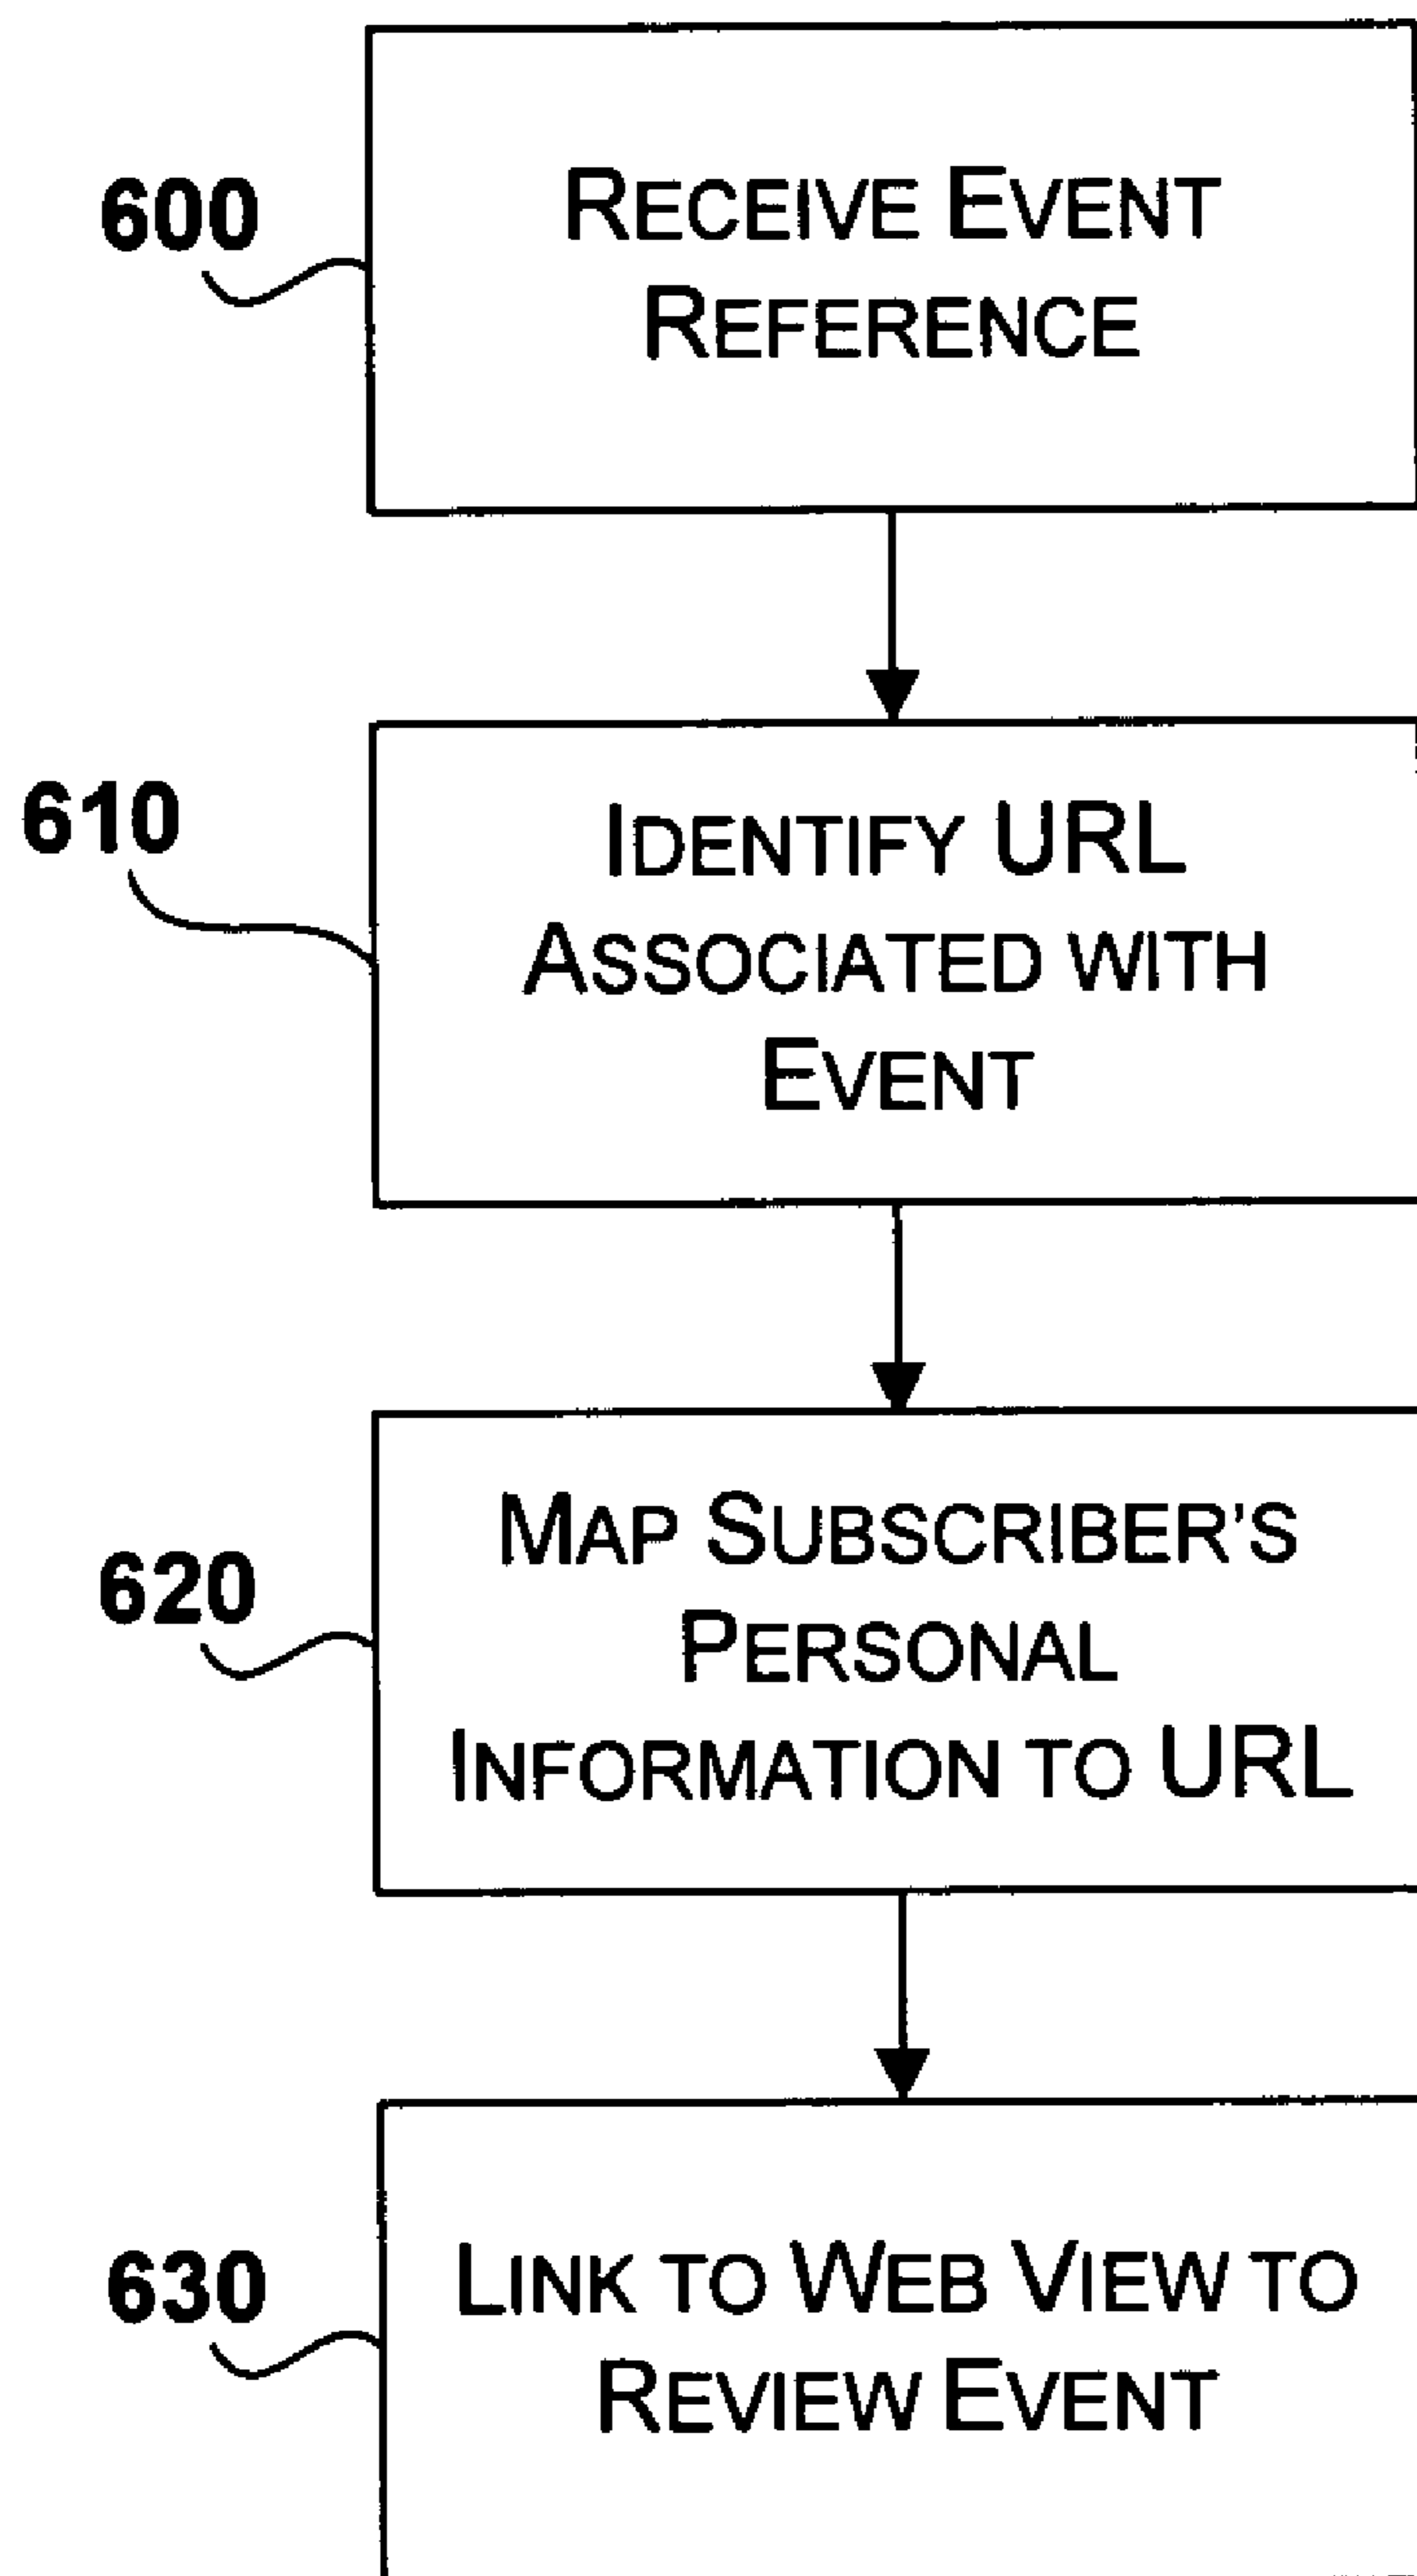 600
RECEIVE EVENT
REFERENCE
610
IDENTIFY URL
ASSOCIATED WITH
EVENT
620
MAP SUBSCRIBER'S
PERSONAL
INFORMATION TO URL
630
LINK TO WEB VIEW TO
REVIEW EVENT